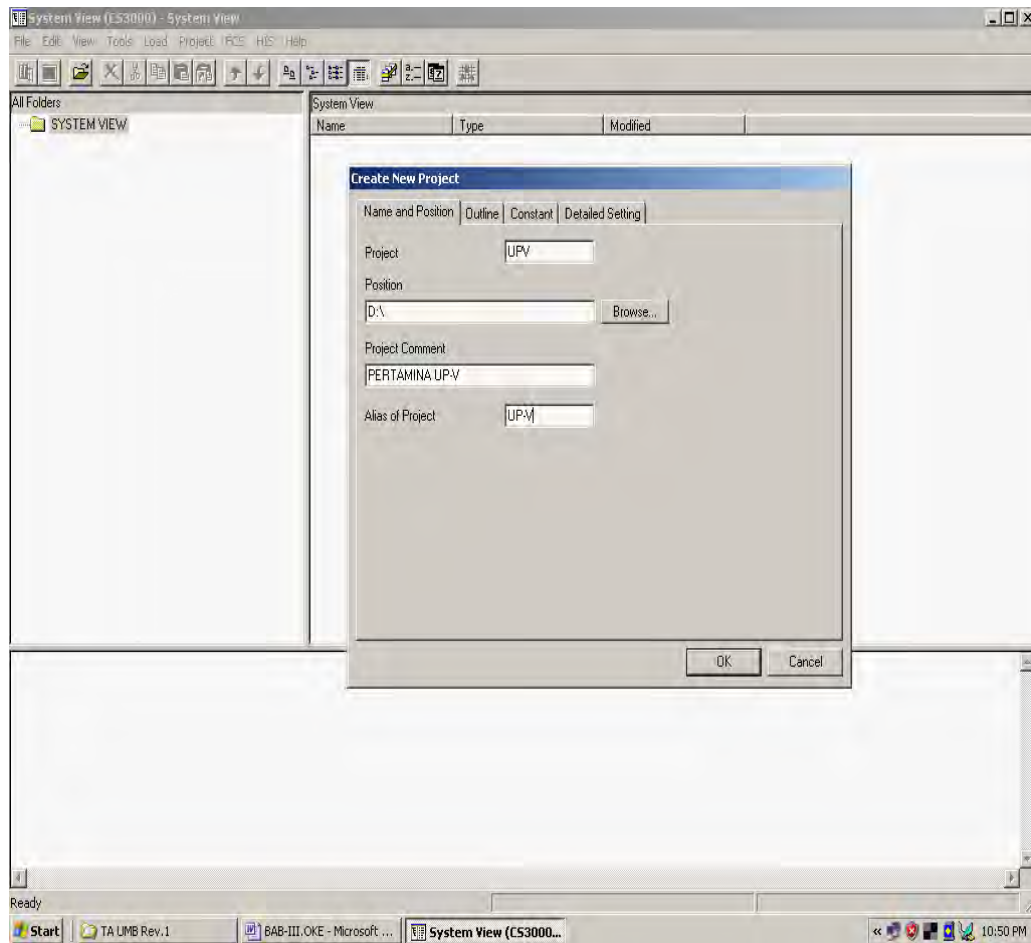 System View (CS3000) - System View
File Edit View Tools Load Project FCS HIS Help
All Folders
System View
SYSTEM VIEW
Name Type Modified
Create New Project
Name and Position Outline Constant Detailed Setting
Project UPV
Position
D:\ Browse...
Project Comment
PERTAMINA UP-V
Alias of Project UP-V
OK Cancel
Ready
Start TA UMB Rev.1 BAB-III.OKE - Microsoft ... System View (CS3000... « 10:50 PM